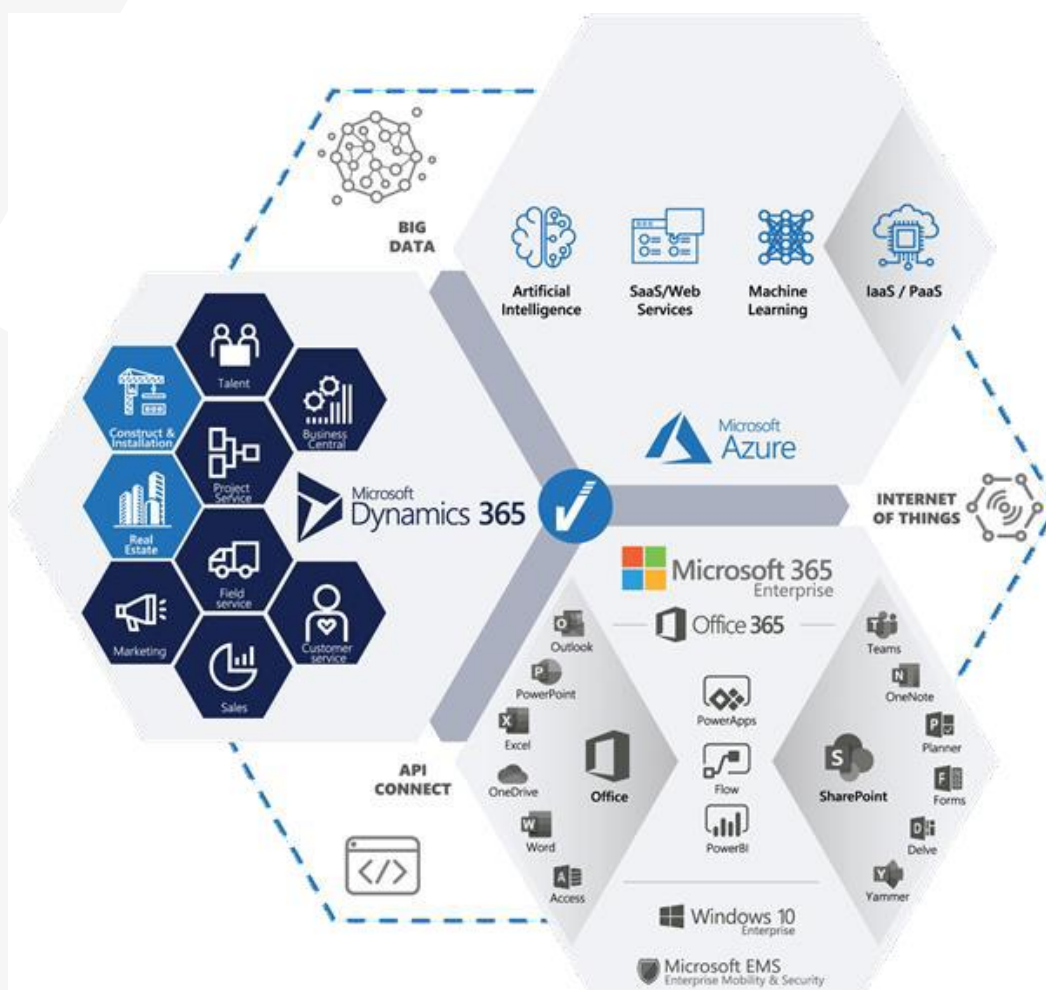 BIG
DATA
Artificial
Intelligence
SaaS/Web
Services
Machine
Learning
IaaS / PaaS
Microsoft
Azure
Talent
Construct &
Installation
Business
Central
Project
Service
Real
Estate
Field
service
Marketing
Customer
service
Sales
Microsoft
Dynamics 365
INTERNET
OF THINGS
API
CONNECT
</>
Microsoft 365
Enterprise
Office 365
Outlook
PowerPoint
Excel
OneDrive
Word
Access
Office
PowerApps
Flow
PowerBI
SharePoint
Teams
OneNote
Planner
Forms
Delve
Yammer
Windows 10
Enterprise
Microsoft EMS
Enterprise Mobility & Security